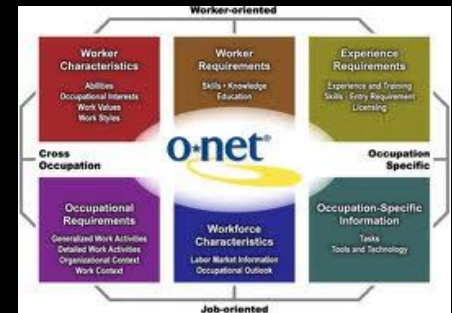 Worker-oriented
Worker
Characteristics
Abilities
Occupational Interests
Work Values
Work Styles
Worker
Requirements
Skills • Knowledge
Education
Experience
Requirements
Experience and Training
Skills - Entry Requirement
Licensing
Cross
Occupation
o*net®
Occupation
Specific
Occupational
Requirements
Generalized Work Activities
Detailed Work Activities
Organizational Context
Work Context
Workforce
Characteristics
Labor Market Information
Occupational Outlook
Occupation-Specific
Information
Tasks
Tools and Technology
Job-oriented